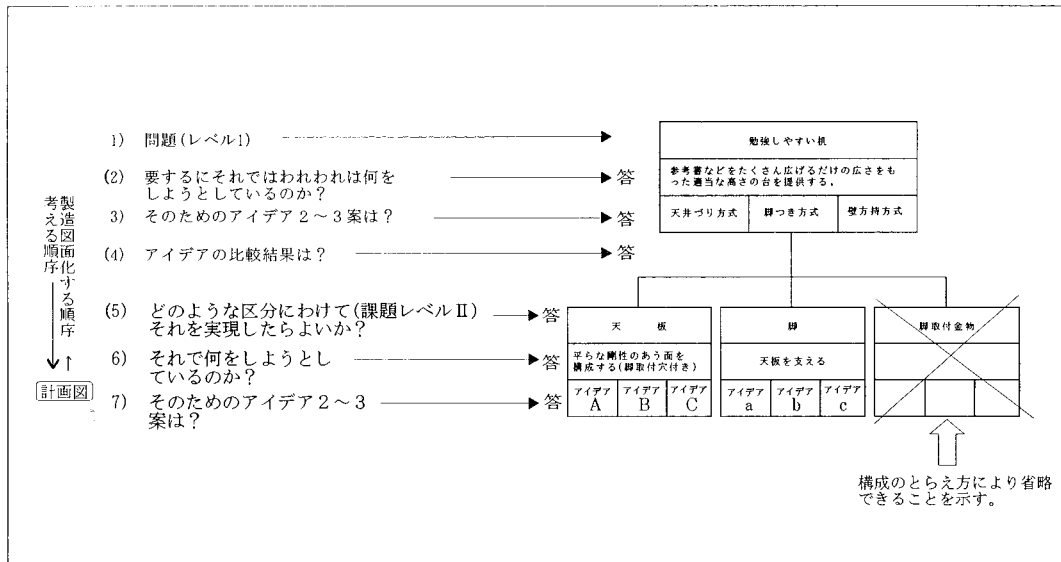 1) 問題(レベル1)
(2) 要するにそれではわれわれは何を
しようとしているのか？
答
3) そのためのアイデア２～３案は？
答
(4) アイデアの比較結果は？
答
(5) どのような区分にわけて(課題レベルⅡ)
それを実現したらよいか？
答
6) それで何をしようとし
ているのか？
答
7) そのためのアイデア２～３
案は？
答
製造図面化する順序
考える順序
計画図
勉強しやすい机
参考書などをたくさん広げるだけの広さをも
った適当な高さの台を提供する。
天井づり方式
脚つき方式
壁方持方式
天　板
平らな剛性のあう面を
構成する(脚取付穴付き)
アイデア
A
アイデア
B
アイデア
C
脚
天板を支える
アイデア
a
アイデア
b
アイデア
c
脚取付金物
構成のとらえ方により省略
できることを示す。